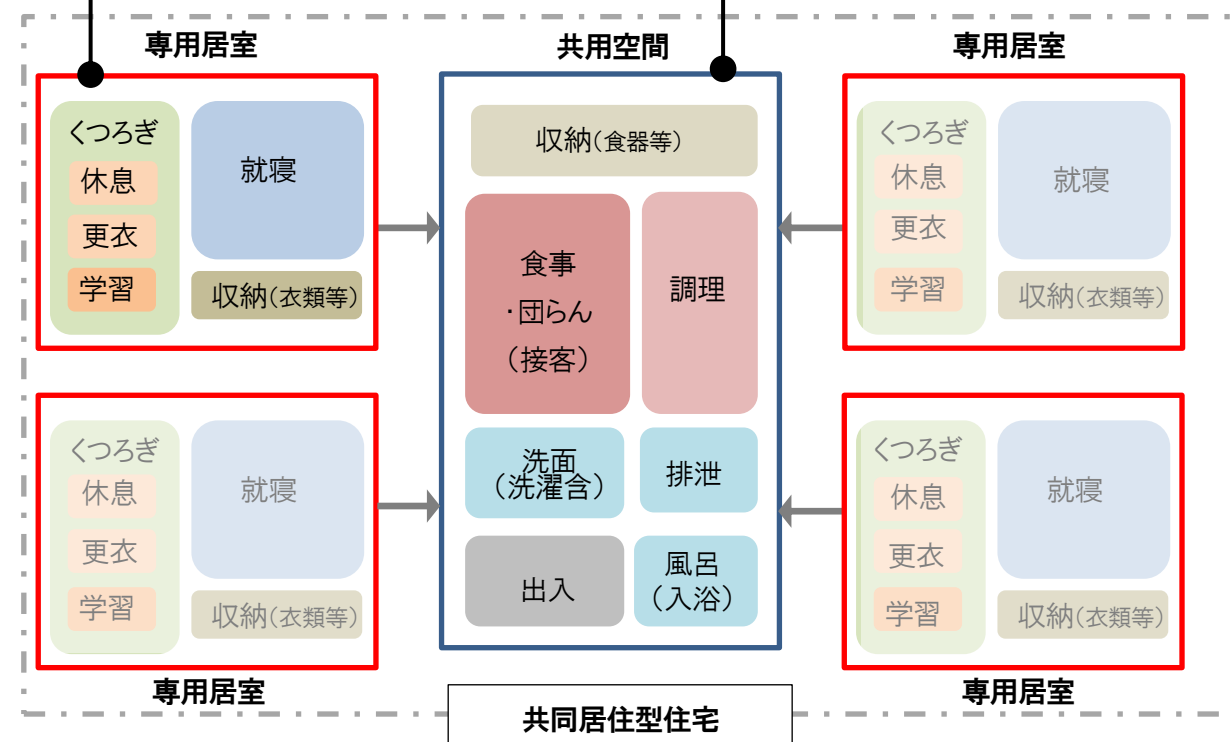 専用居室
共用空間
専用居室
くつろぎ
休息
更衣
学習
就寝
収納(衣類等)
収納(食器等)
食事
・団らん
(接客)
調理
洗面
(洗濯含)
排泄
出入
風呂
(入浴)
くつろぎ
休息
更衣
学習
就寝
収納(衣類等)
くつろぎ
休息
更衣
学習
就寝
収納(衣類等)
くつろぎ
休息
更衣
学習
就寝
収納(衣類等)
専用居室
専用居室
共同居住型住宅